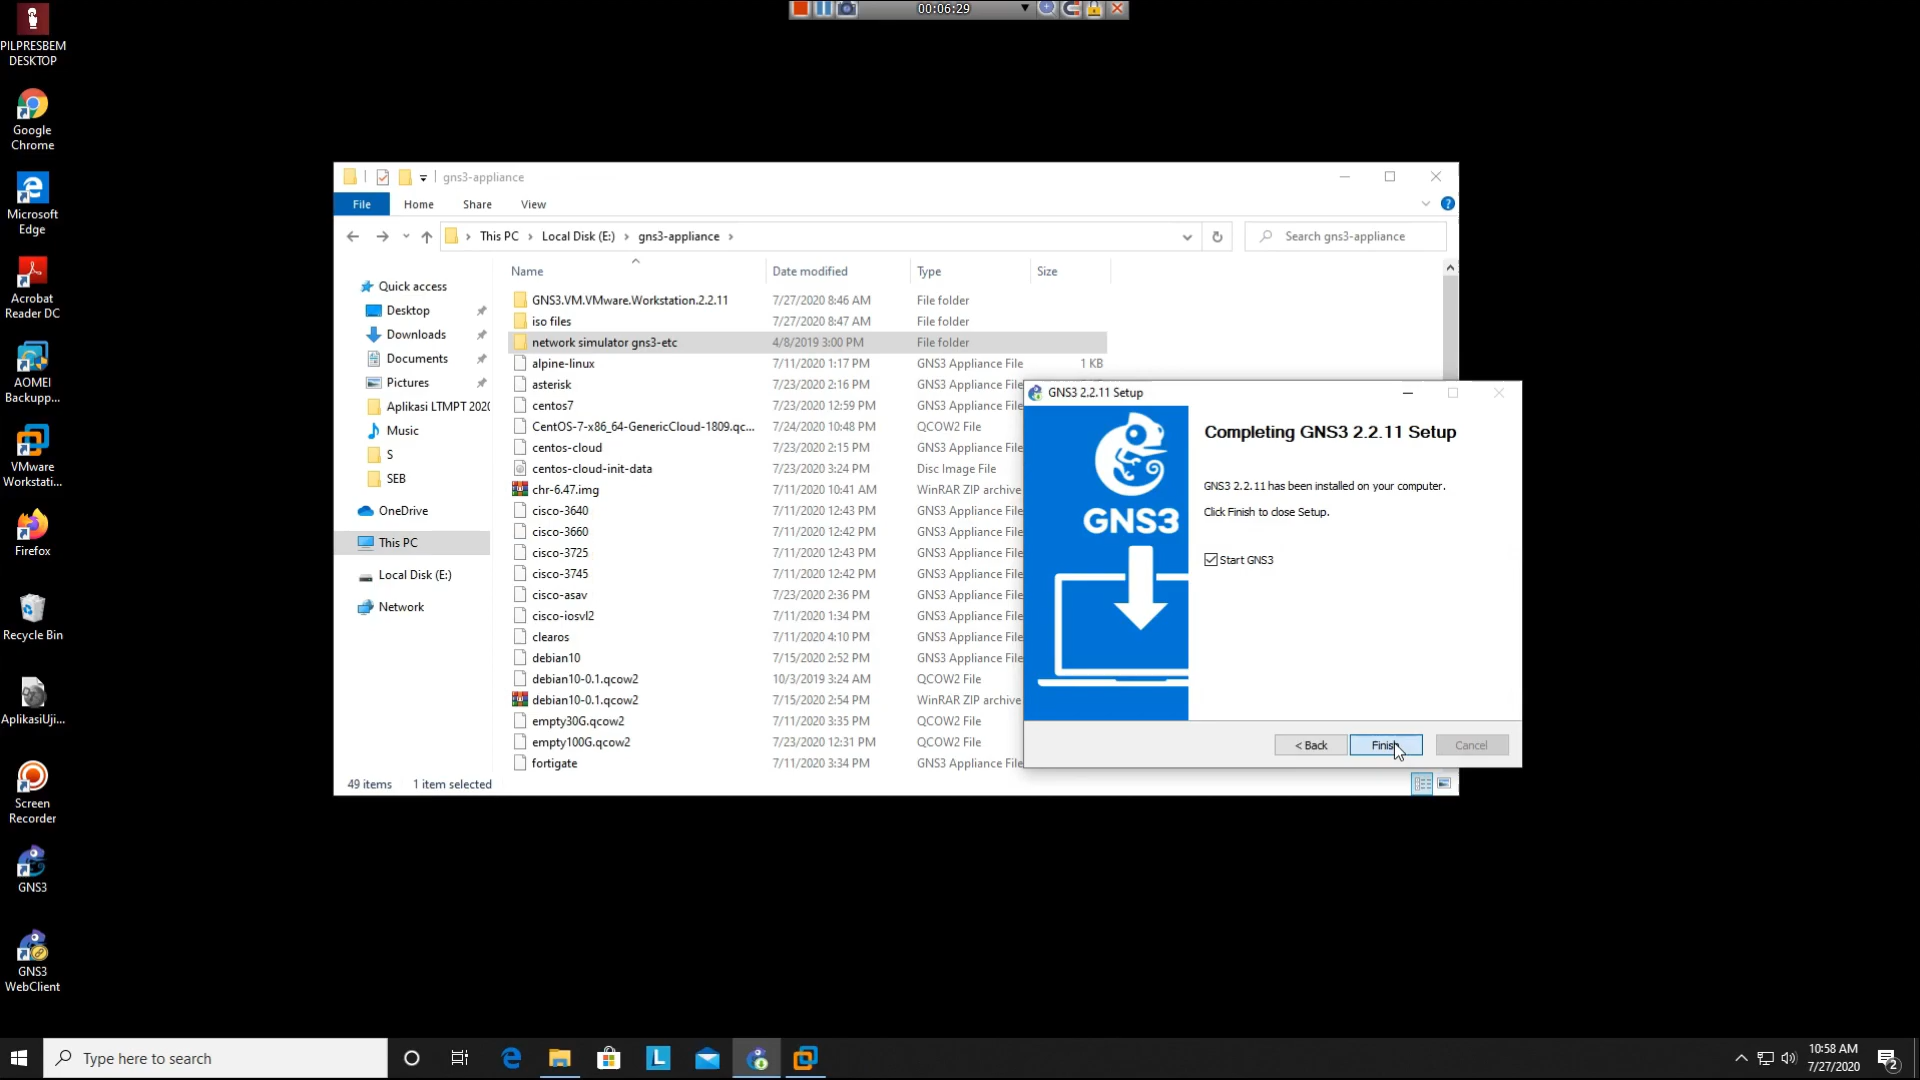 00:06:29
PILPRESBEM
DESKTOP
Google
Chrome
Microsoft
Edge
Acrobat
Reader DC
AOMEI
Backupp...
VMware
Workstati...
Firefox
Recycle Bin
AplikasiUji...
Screen
Recorder
GNS3
GNS3
WebClient
gns3-appliance
File Home Share View
This PC > Local Disk (E:) > gns3-appliance >
Search gns3-appliance
Quick access
Desktop
Downloads
Documents
Pictures
Aplikasi LTMPT 2020
Music
S
SEB
OneDrive
This PC
Local Disk (E:)
Network
Name Date modified Type Size
GNS3.VM.VMware.Workstation.2.2.11 7/27/2020 8:46 AM File folder
iso files 7/27/2020 8:47 AM File folder
network simulator gns3-etc 4/8/2019 3:00 PM File folder
alpine-linux 7/11/2020 1:17 PM GNS3 Appliance File 1 KB
asterisk 7/23/2020 2:16 PM GNS3 Appliance File
centos7 7/23/2020 12:59 PM GNS3 Appliance File
CentOS-7-x86_64-GenericCloud-1809.qc... 7/24/2020 10:48 PM QCOW2 File
centos-cloud 7/23/2020 2:15 PM GNS3 Appliance File
centos-cloud-init-data 7/23/2020 3:24 PM Disc Image File
chr-6.47.img 7/11/2020 10:41 AM WinRAR ZIP archive
cisco-3640 7/11/2020 12:43 PM GNS3 Appliance File
cisco-3660 7/11/2020 12:42 PM GNS3 Appliance File
cisco-3725 7/11/2020 12:43 PM GNS3 Appliance File
cisco-3745 7/11/2020 12:42 PM GNS3 Appliance File
cisco-asav 7/23/2020 2:36 PM GNS3 Appliance File
cisco-iosvl2 7/11/2020 1:34 PM GNS3 Appliance File
clearos 7/11/2020 4:10 PM GNS3 Appliance File
debian10 7/15/2020 2:52 PM GNS3 Appliance File
debian10-0.1.qcow2 10/3/2019 3:24 AM QCOW2 File
debian10-0.1.qcow2 7/15/2020 2:54 PM WinRAR ZIP archive
empty30G.qcow2 7/11/2020 3:35 PM QCOW2 File
empty100G.qcow2 7/23/2020 12:31 PM QCOW2 File
fortigate 7/11/2020 3:34 PM GNS3 Appliance File
49 items 1 item selected
GNS3 2.2.11 Setup
GNS3
Completing GNS3 2.2.11 Setup
GNS3 2.2.11 has been installed on your computer.
Click Finish to close Setup.
Start GNS3
< Back Finish Cancel
Type here to search
10:58 AM
7/27/2020
2